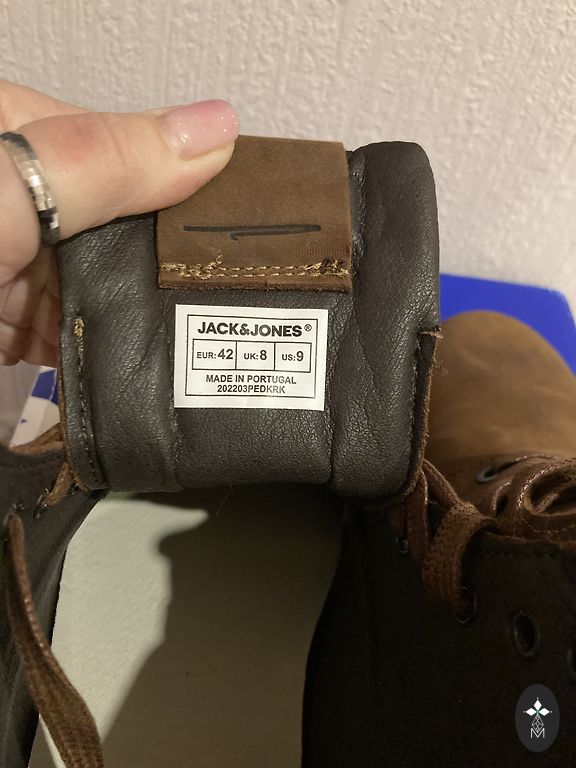 JACK&JONES®
EUR: 42 UK: 8 US: 9
MADE IN PORTUGAL
202203PEDKRK